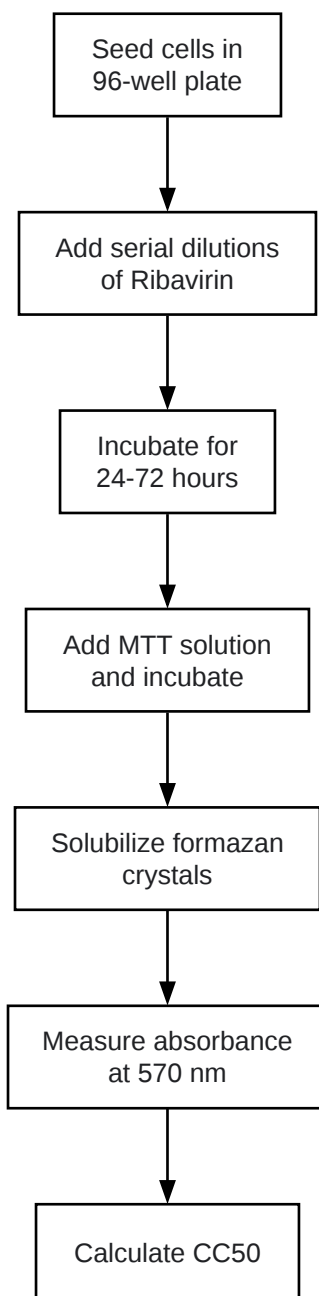 Seed cells in
96-well plate
Add serial dilutions
of Ribavirin
Incubate for
24-72 hours
Add MTT solution
and incubate
Solubilize formazan
crystals
Measure absorbance
at 570 nm
Calculate CC50